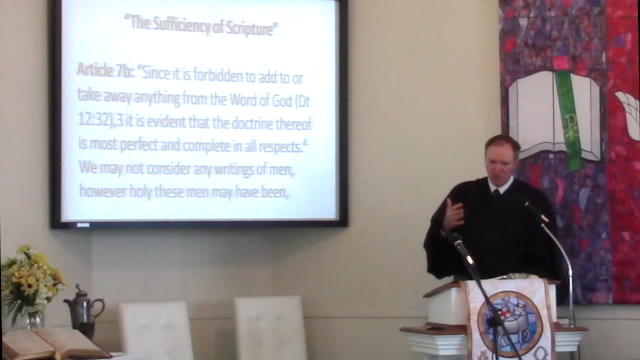 “The Sufficiency of Scripture”
Article 7b: “Since it is forbidden to add to or
take away anything from the Word of God (Dt
12:32),3 it is evident that the doctrine thereof
is most perfect and complete in all respects.⁴
We may not consider any writings of men,
however holy these men may have been,